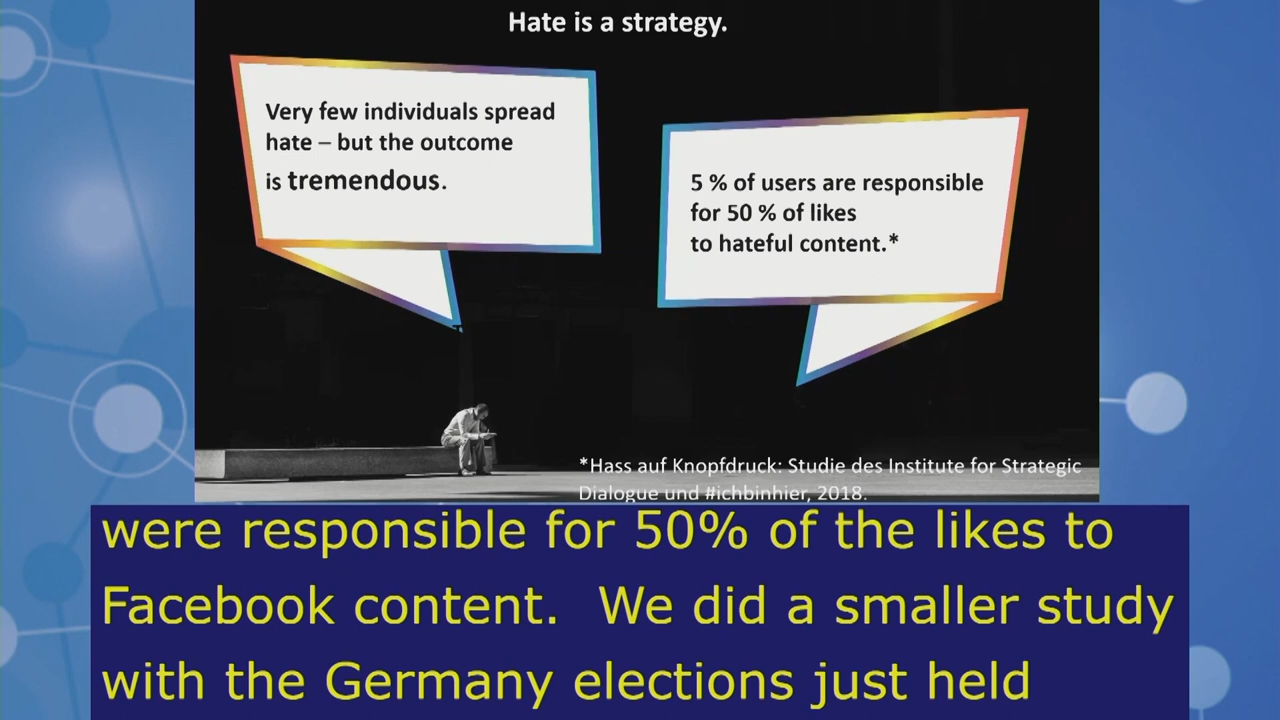 Hate is a strategy.
Very few individuals spread
hate – but the outcome
is tremendous.
5 % of users are responsible
for 50 % of likes
to hateful content.*
*Hass auf Knopfdruck: Studie des Institute for Strategic
Dialogue und #ichbinhier, 2018.
were responsible for 50% of the likes to
Facebook content.  We did a smaller study
with the Germany elections just held